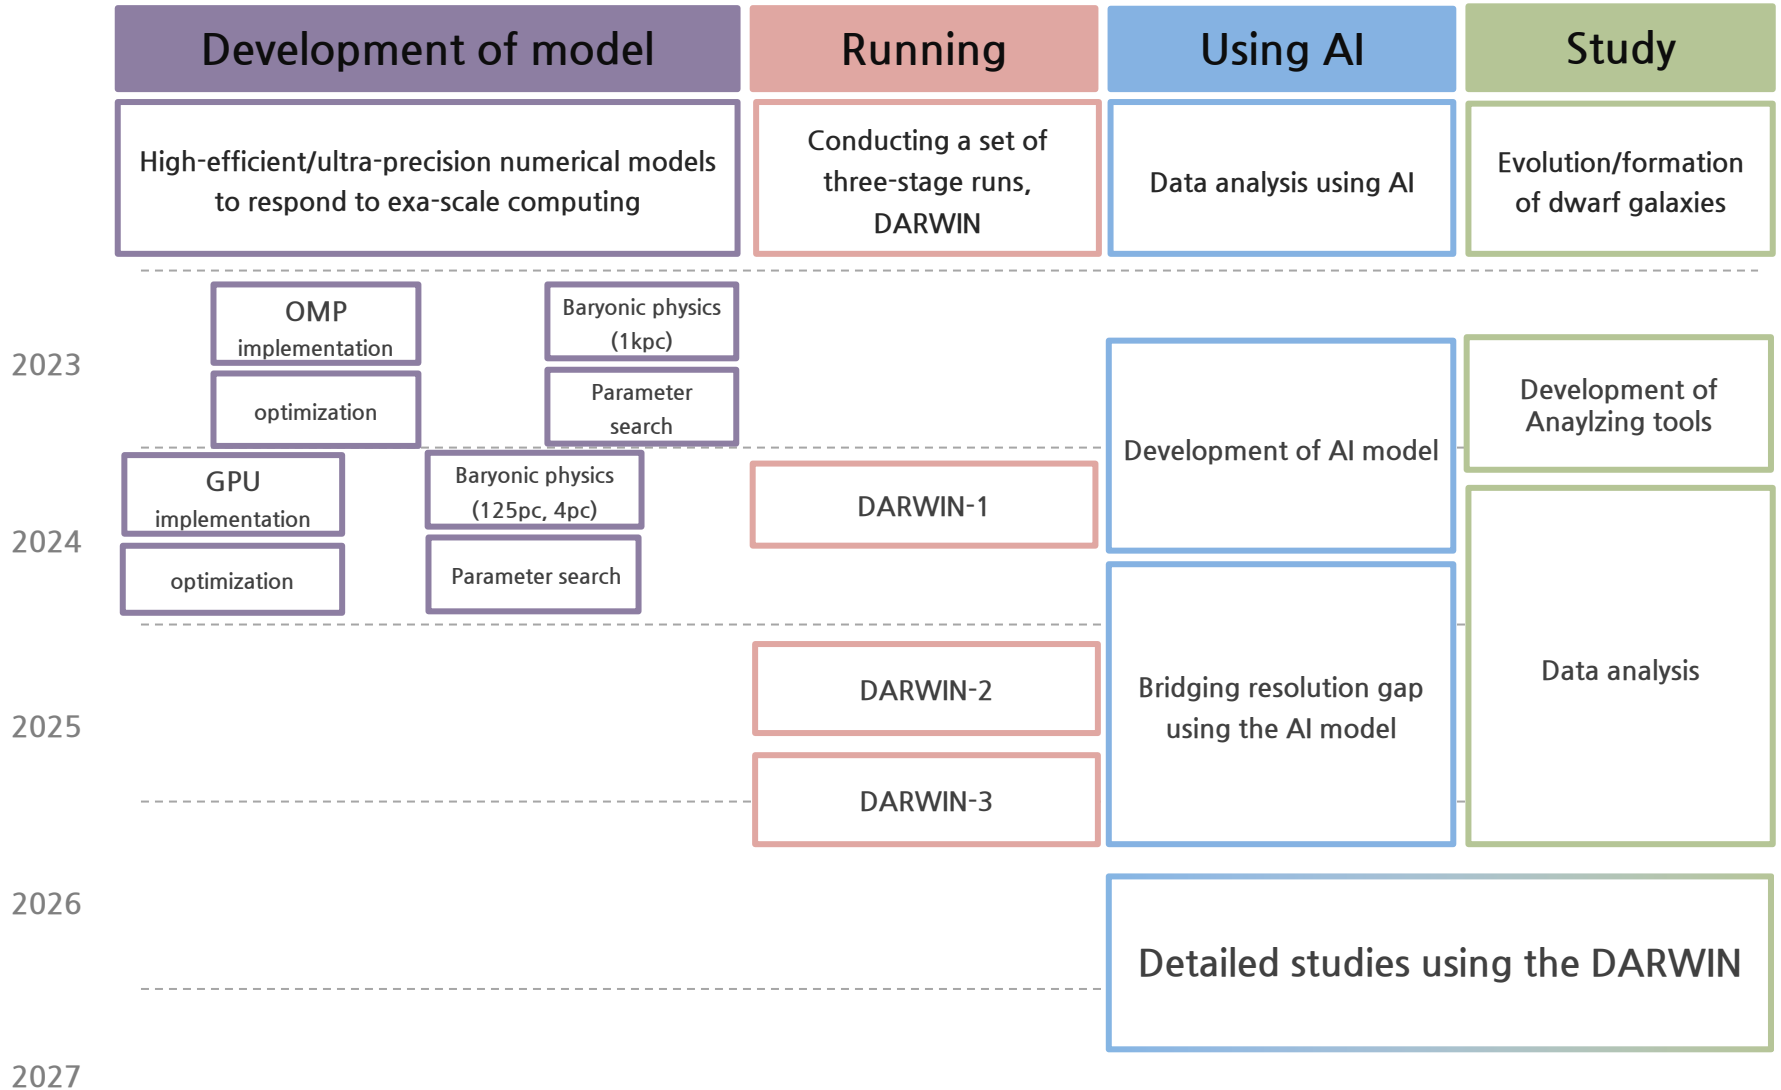 Development of model
Running
Using AI
Study
High-efficient/ultra-precision numerical models
to respond to exa-scale computing
Conducting a set of
three-stage runs,
DARWIN
Data analysis using AI
Evolution/formation
of dwarf galaxies
2023
OMP
implementation
optimization
Baryonic physics
(1kpc)
Parameter
search
Development of AI model
Development of
Anaylzing tools
2024
GPU
implementation
optimization
Baryonic physics
(125pc, 4pc)
Parameter search
DARWIN-1
2025
DARWIN-2
DARWIN-3
Bridging resolution gap
using the AI model
Data analysis
2026
Detailed studies using the DARWIN
2027